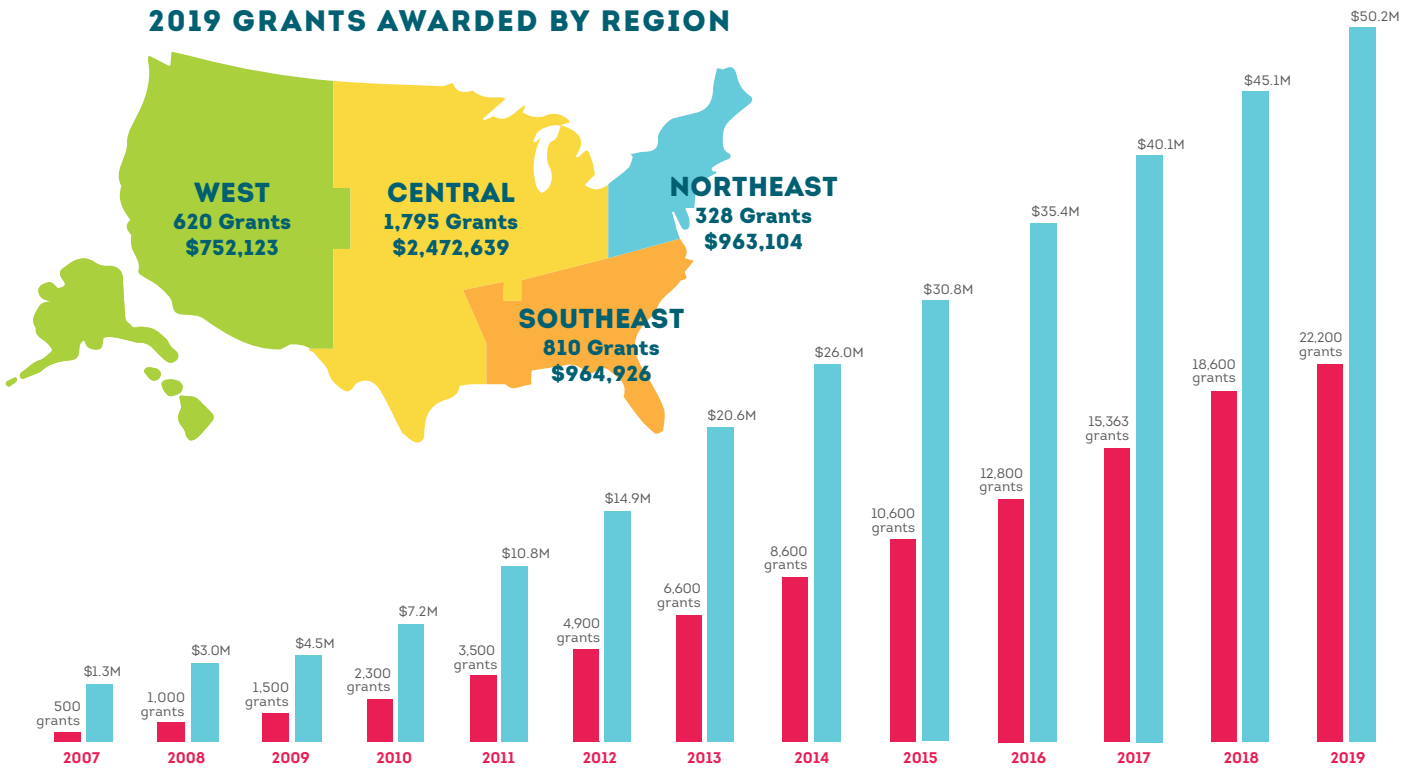 2019 GRANTS AWARDED BY REGION
WEST
620 Grants
$752,123
CENTRAL
1,795 Grants
$2,472,639
NORTHEAST
328 Grants
$963,104
SOUTHEAST
810 Grants
$964,926
500
grants
$1.3M
2007
1,000
grants
$3.0M
2008
1,500
grants
$4.5M
2009
2,300
grants
$7.2M
2010
3,500
grants
$10.8M
2011
4,900
grants
$14.9M
2012
6,600
grants
$20.6M
2013
8,600
grants
$26.0M
2014
10,600
grants
$30.8M
2015
12,800
grants
$35.4M
2016
15,363
grants
$40.1M
2017
18,600
grants
$45.1M
2018
22,200
grants
$50.2M
2019